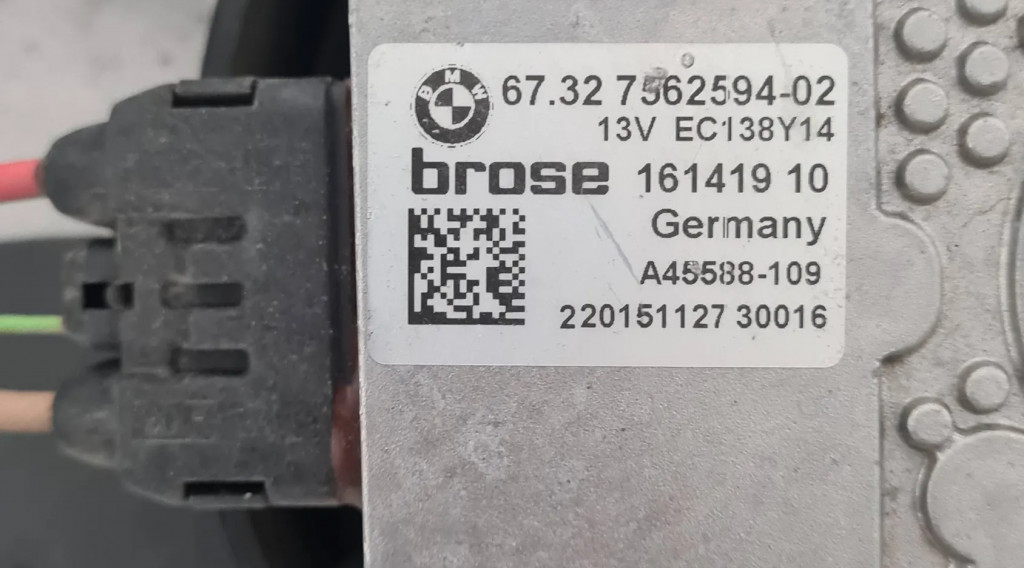 BMW
67.32 7562594-02
13V EC138Y14
brose 161419 10
Germany
A45588-109
220151127 30016